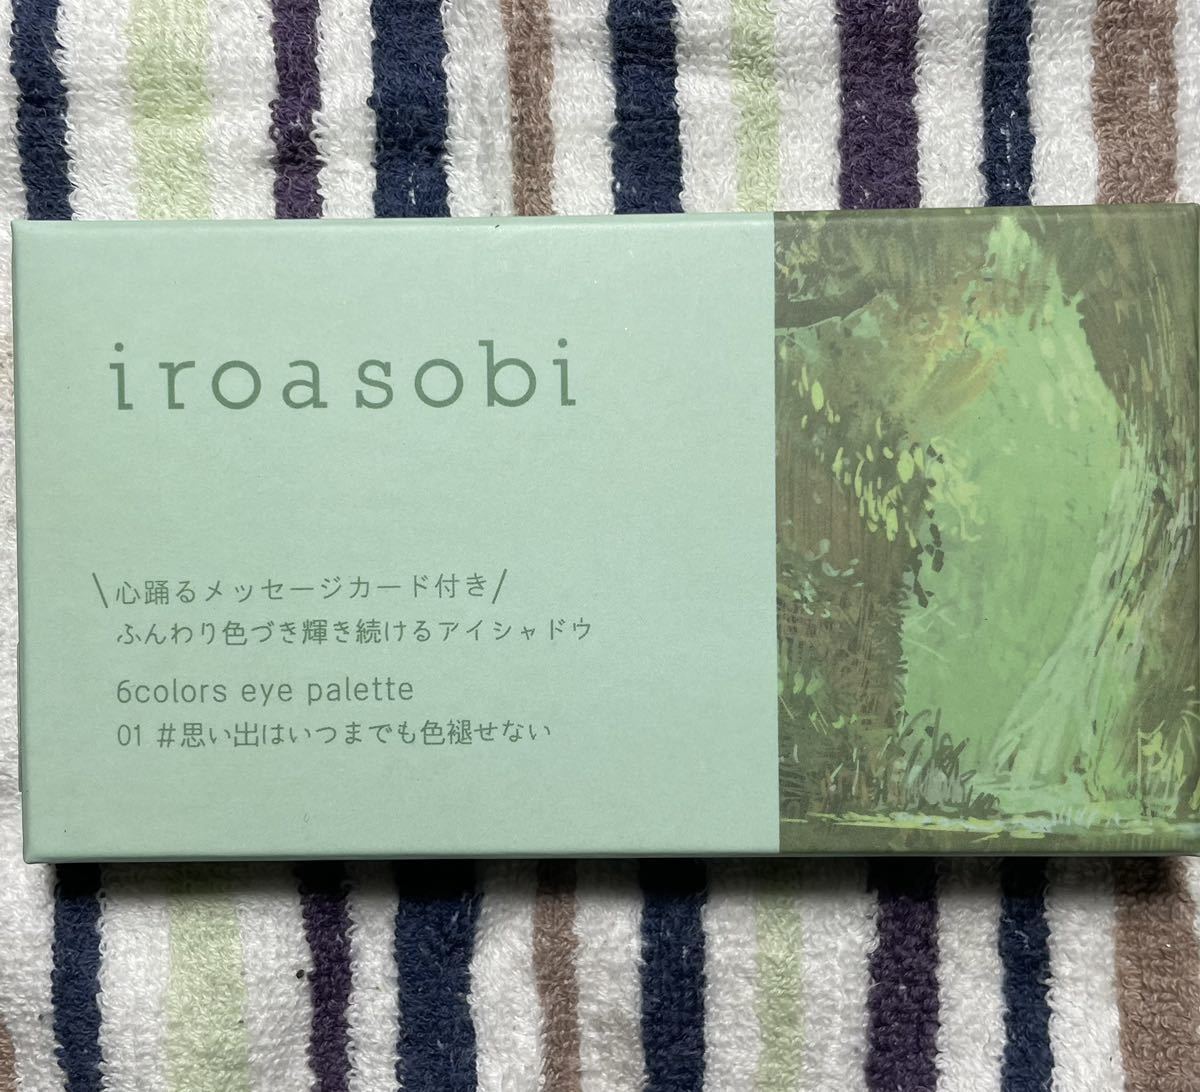 iroasobi
\心踊るメッセージカード付き/
ふんわり色づき輝き続けるアイシャドウ
6colors eye palette
01 #思い出はいつまでも色褪せない